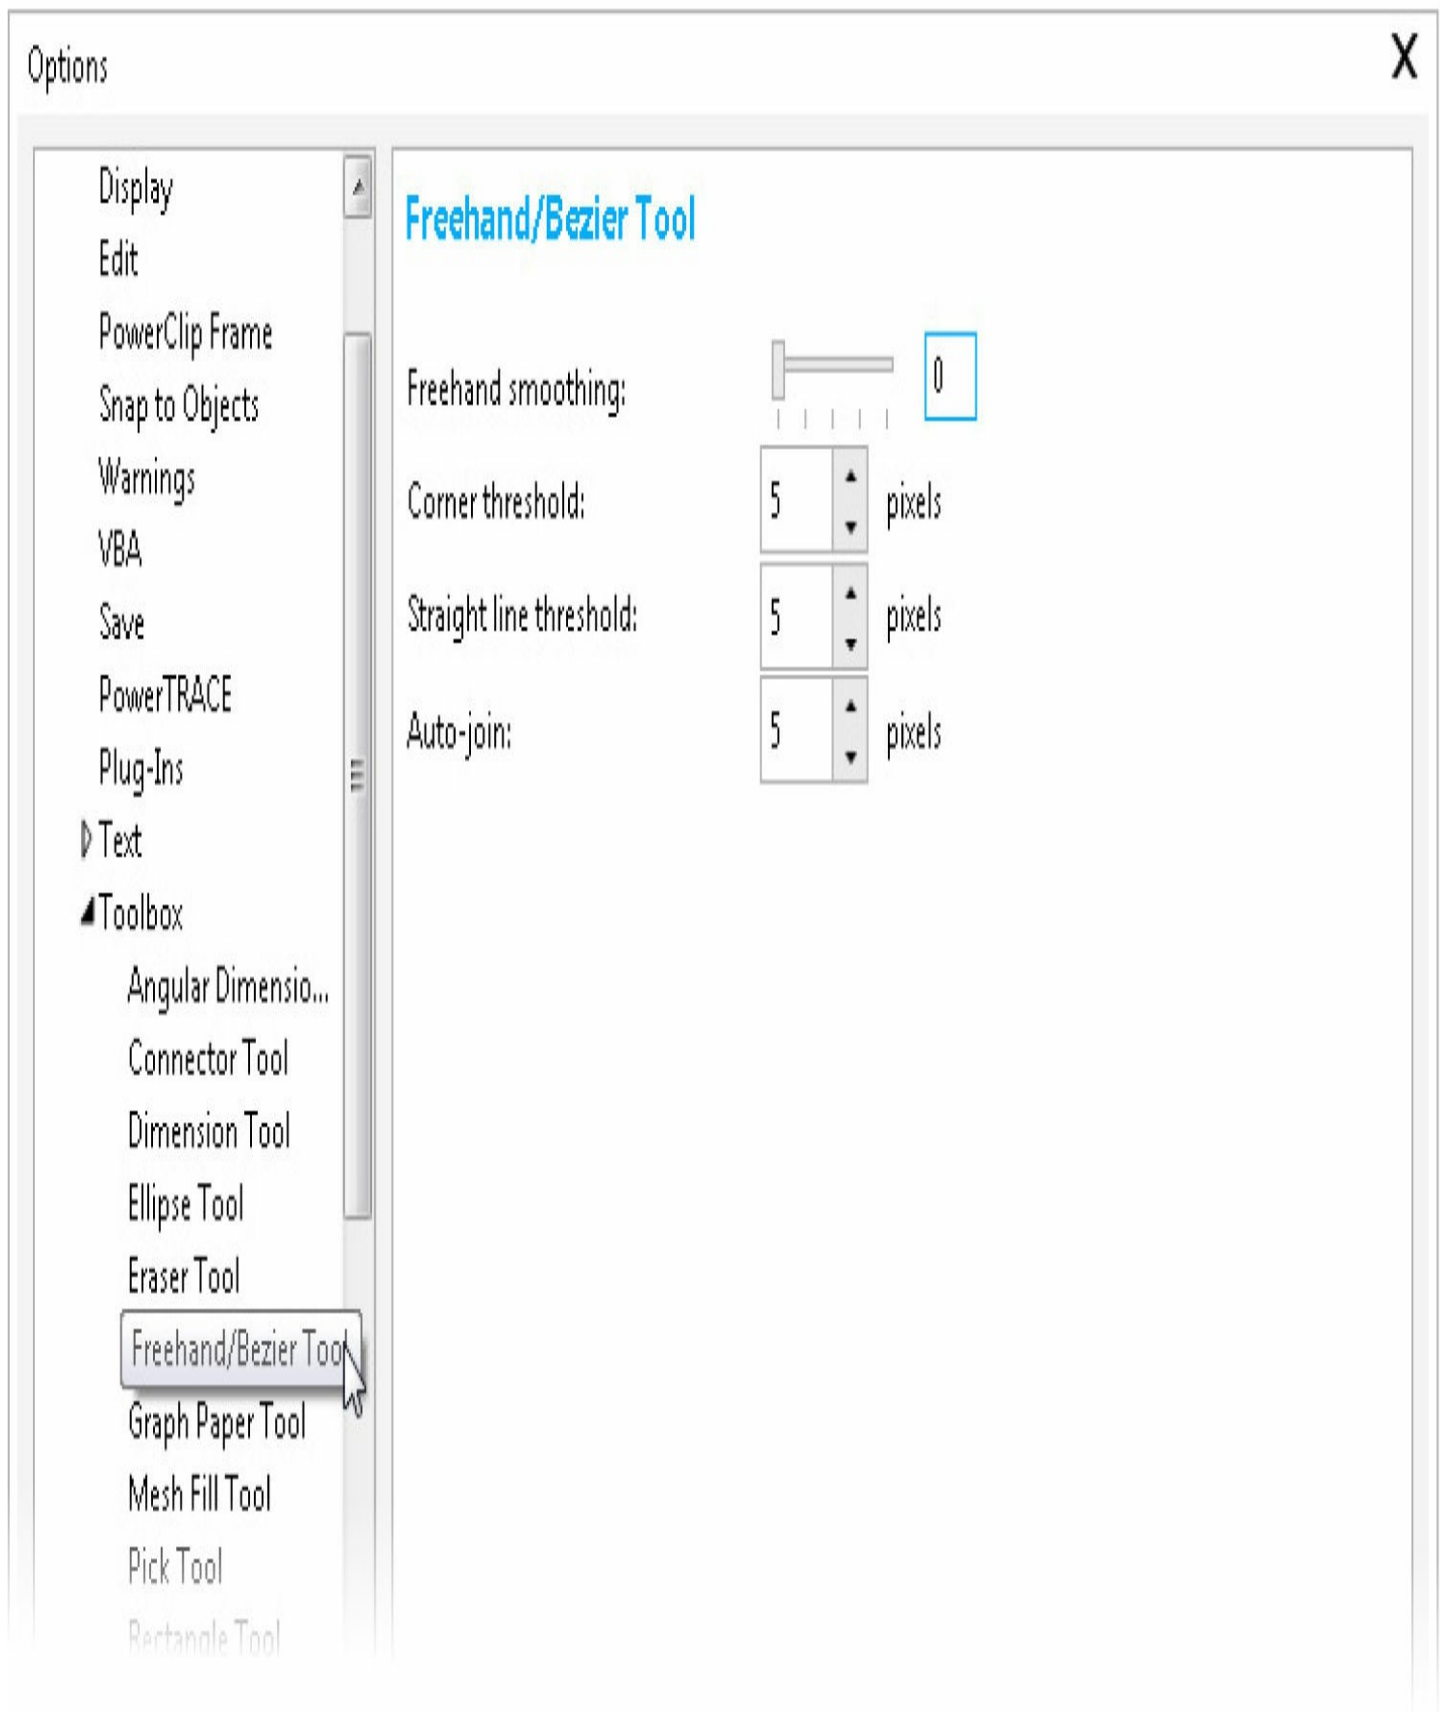 Options
X
Display
Edit
PowerClip Frame
Snap to Objects
Warnings
VBA
Save
PowerTRACE
Plug-Ins
Text
Toolbox
Angular Dimensio...
Connector Tool
Dimension Tool
Ellipse Tool
Eraser Tool
Freehand/Bezier Tool
Graph Paper Tool
Mesh Fill Tool
Pick Tool
Rectangle Tool
Freehand/Bezier Tool
Freehand smoothing: 0
Corner threshold: 5 pixels
Straight line threshold: 5 pixels
Auto-join: 5 pixels